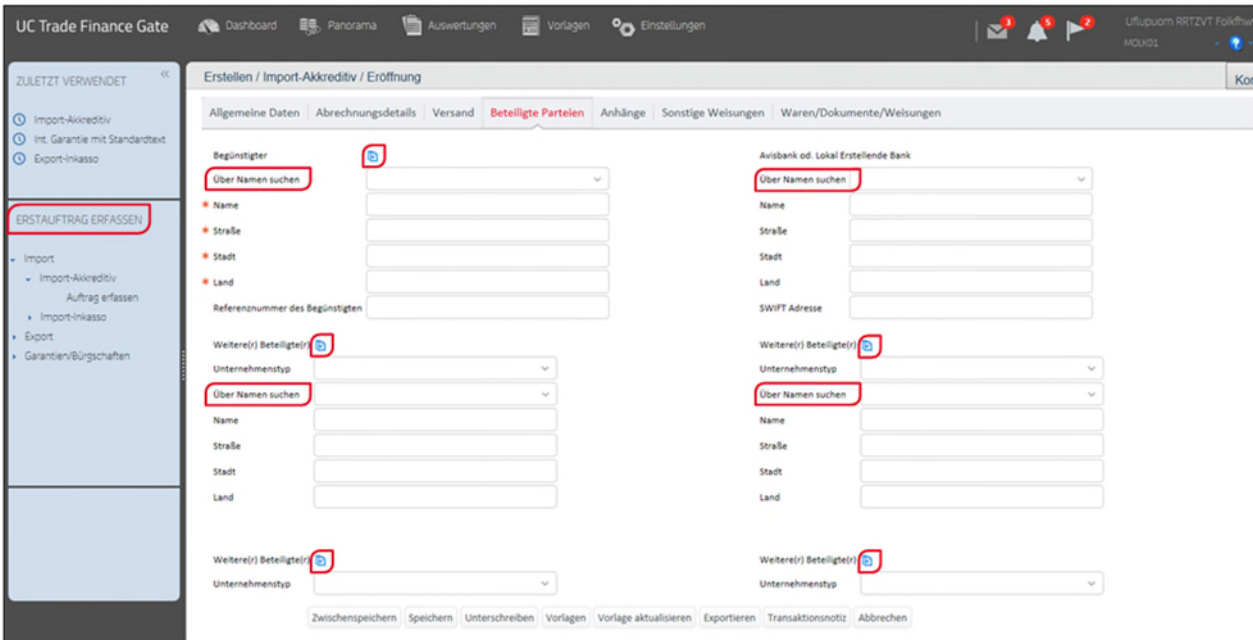 UC Trade Finance Gate Dashboard Panorama Auswertungen Vorlagen Einstellungen 3 5 2 Uflupuom RRTZVT Folkfhw
MOLK01 ?
ZULETZT VERWENDET «
Import-Akkreditiv
Int. Garantie mit Standardtext
Export-Inkasso
ERSTAUFTRAG ERFASSEN
Import
Import-Akkreditiv
Auftrag erfassen
Import-Inkasso
Export
Garantien/Bürgschaften
Erstellen / Import-Akkreditiv / Eröffnung Kor
Allgemeine Daten Abrechnungsdetails Versand Beteiligte Parteien Anhänge Sonstige Weisungen Waren/Dokumente/Weisungen
Begünstigter
Über Namen suchen
* Name
* Straße
* Stadt
* Land
Referenznummer des Begünstigten
Avisbank od. Lokal Erstellende Bank
Über Namen suchen
Name
Straße
Stadt
Land
SWIFT Adresse
Weitere(r) Beteiligte(r)
Unternehmenstyp
Über Namen suchen
Name
Straße
Stadt
Land
Weitere(r) Beteiligte(r)
Unternehmenstyp
Über Namen suchen
Name
Straße
Stadt
Land
Weitere(r) Beteiligte(r)
Unternehmenstyp
Weitere(r) Beteiligte(r)
Unternehmenstyp
Zwischenspeichern Speichern Unterschreiben Vorlagen Vorlage aktualisieren Exportieren Transaktionsnotiz Abbrechen